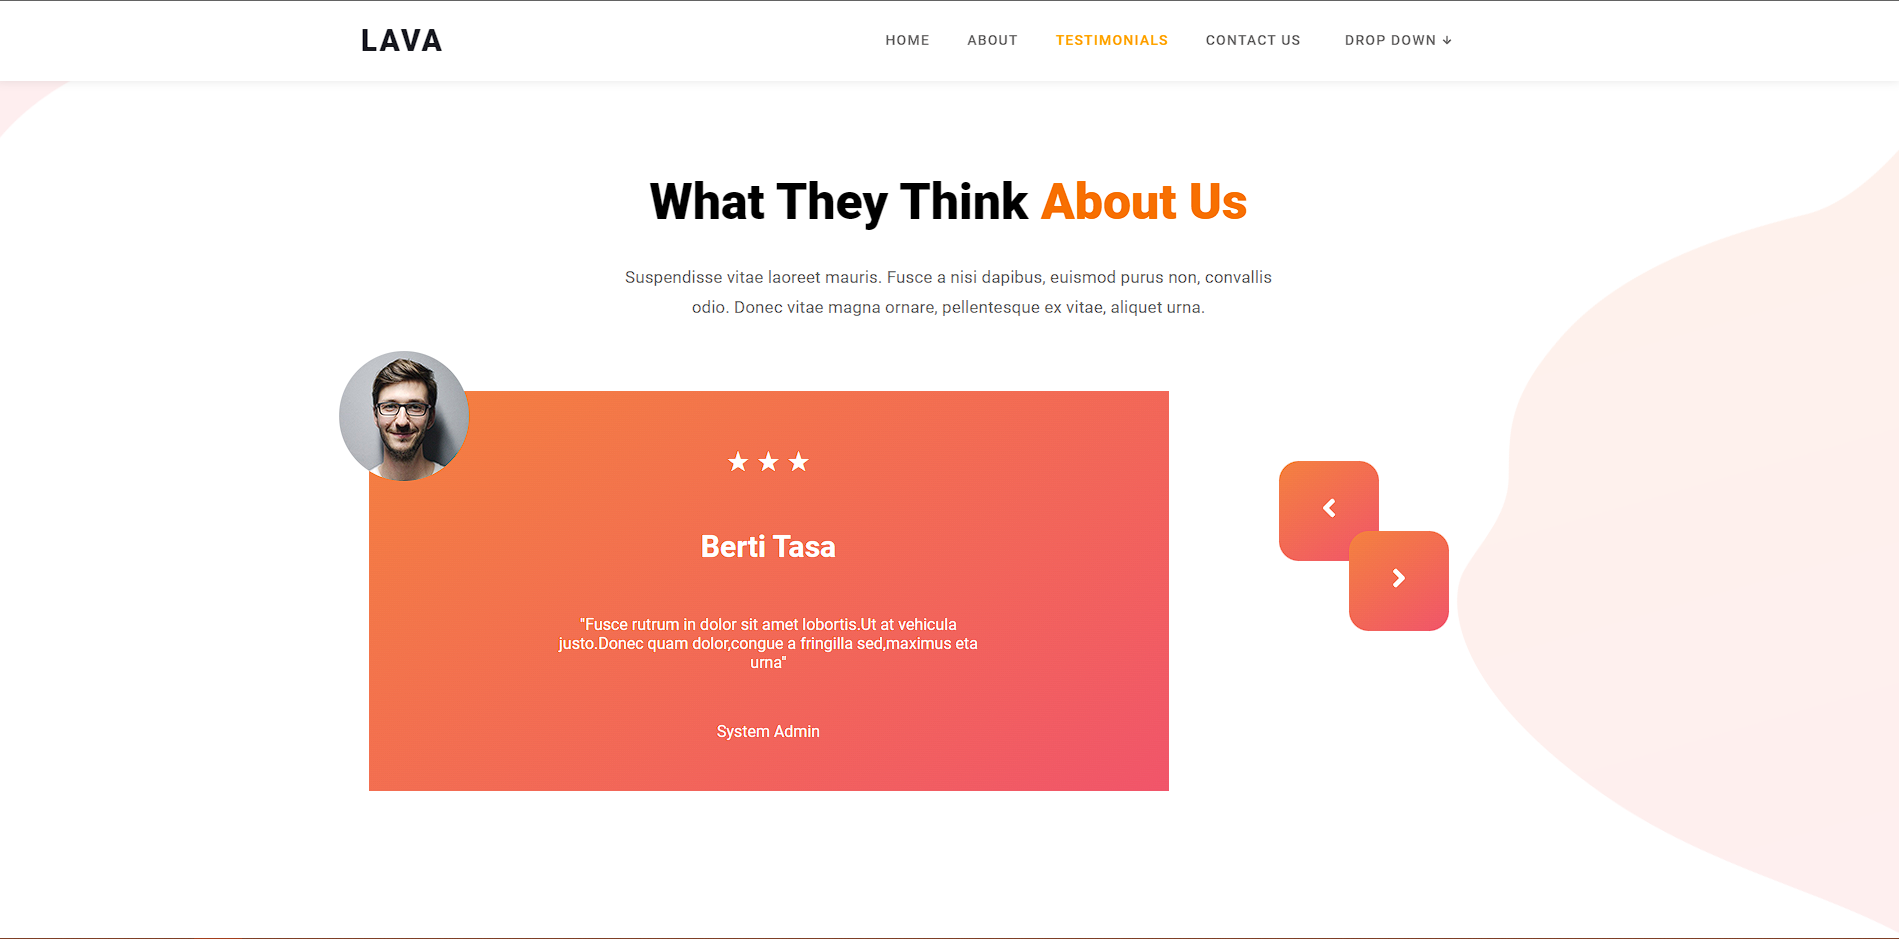 LAVA
HOME ABOUT TESTIMONIALS CONTACT US DROP DOWN ↓
What They Think About Us
Suspendisse vitae laoreet mauris. Fusce a nisi dapibus, euismod purus non, convallis
odio. Donec vitae magna ornare, pellentesque ex vitae, aliquet urna.
Berti Tasa
"Fusce rutrum in dolor sit amet lobortis.Ut at vehicula
justo.Donec quam dolor,congue a fringilla sed,maximus eta
urna"
System Admin